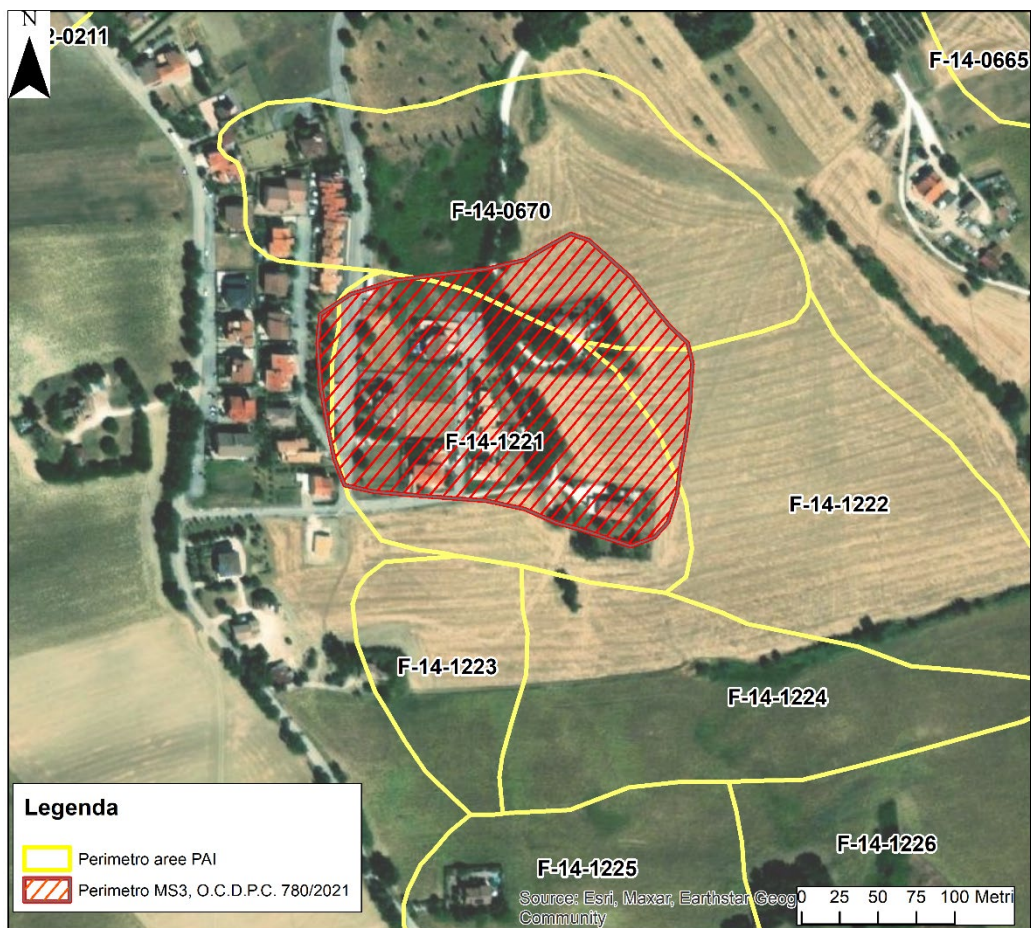 N
2-0211
F-14-0665
F-14-0670
F-14-1221
F-14-1222
F-14-1223
F-14-1224
F-14-1226
F-14-1225
Legenda
Perimetro aree PAI
Perimetro MS3, O.C.D.P.C. 780/2021
Source: Esri, Maxar, Earthstar Geog
Community
0 25 50 75 100 Metri